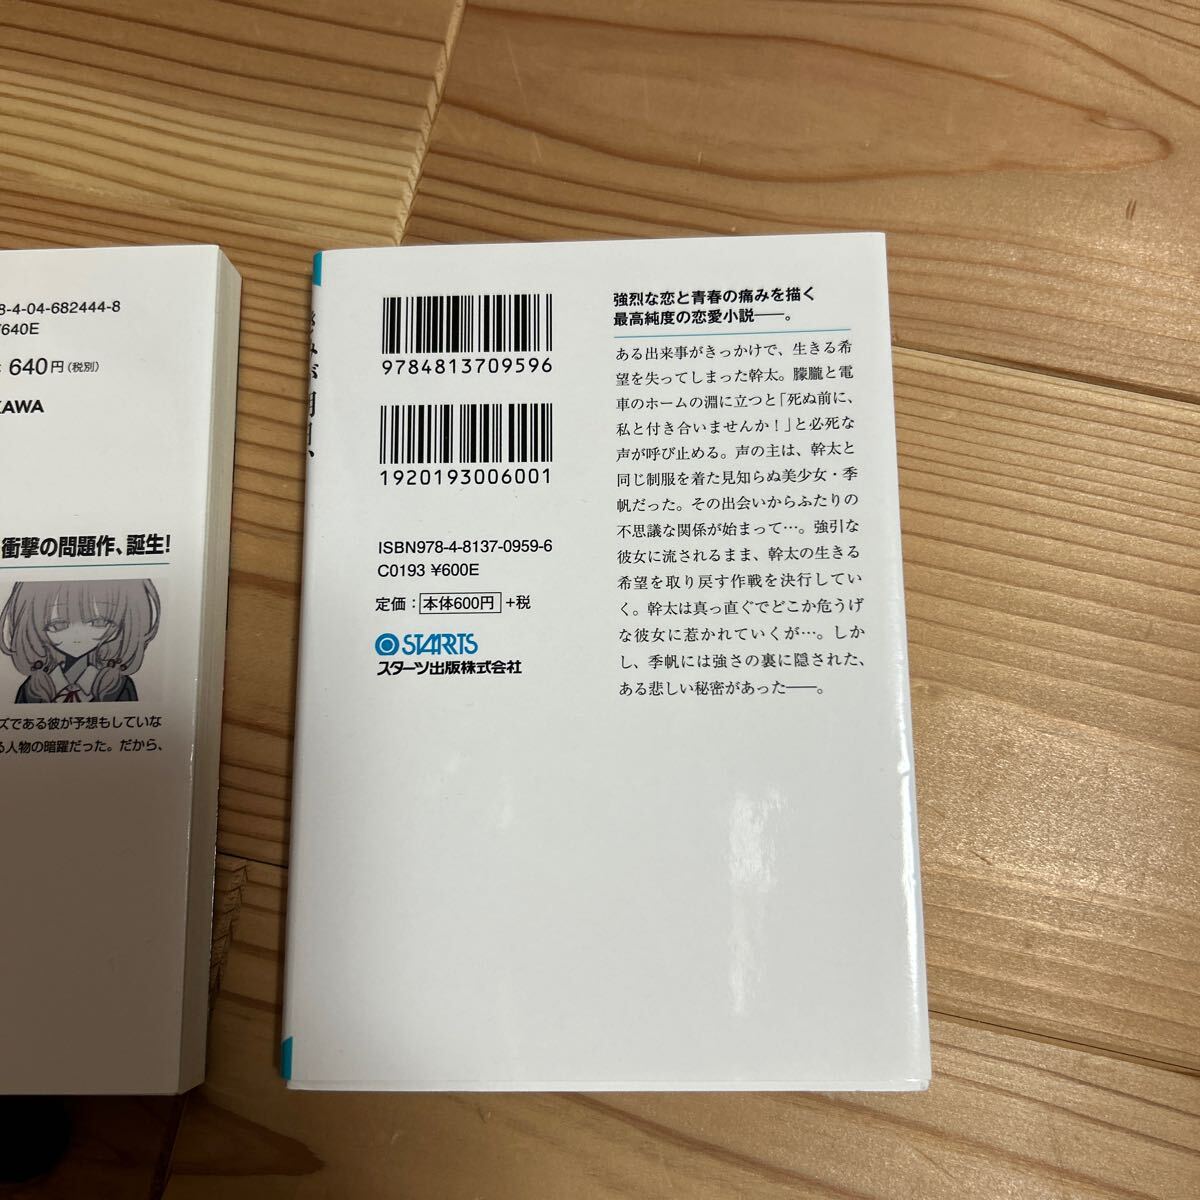 8-4-04-682444-8
640E
640円(税別)
AWA
衝撃の問題作、誕生!
ズである彼が予想もしていな
る人物の暗躍だった。だから、
きみが明日、
9784813709596
1920193006001
ISBN978-4-8137-0959-6
C0193 ¥600E
定価:本体600円+税
STARTS
スターツ出版株式会社
強烈な恋と青春の痛みを描く
最高純度の恋愛小説――。
ある出来事がきっかけで、生きる希
望を失ってしまった幹太。朦朧と電
車のホームの淵に立つと「死ぬ前に、
私と付き合いませんか!」と必死な
声が呼び止める。声の主は、幹太と
同じ制服を着た見知らぬ美少女・季
帆だった。その出会いからふたりの
不思議な関係が始まって…。強引な
彼女に流されるまま、幹太の生きる
希望を取り戻す作戦を決行してい
く。幹太は真っ直ぐでどこか危うげ
な彼女に惹かれていくが…。しか
し、季帆には強さの裏に隠された、
ある悲しい秘密があった――。